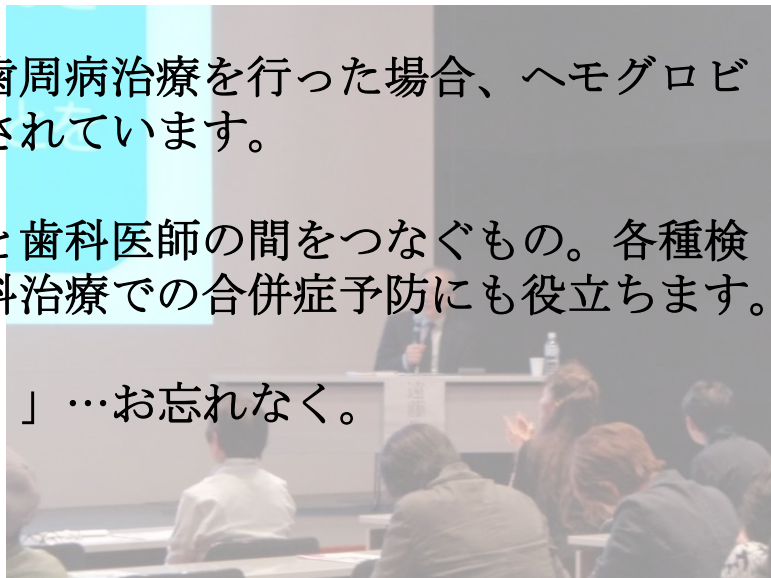 歯周病治療を行った場合、ヘモグロビ
されています。
と歯科医師の間をつなぐもの。各種検
科治療での合併症予防にも役立ちます。
」…お忘れなく。